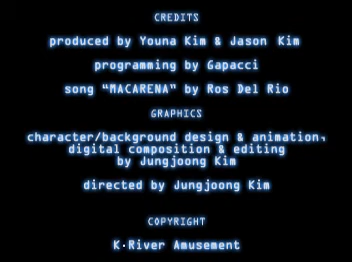 CREDITS
produced by Youna Kim & Jason Kim
programming by Gapacci
song “MACARENA” by Ros Del Rio
GRAPHICS
character/background design & animation,
digital composition & editing
by Jungjoong Kim
directed by Jungjoong Kim
COPYRIGHT
K·River Amusement